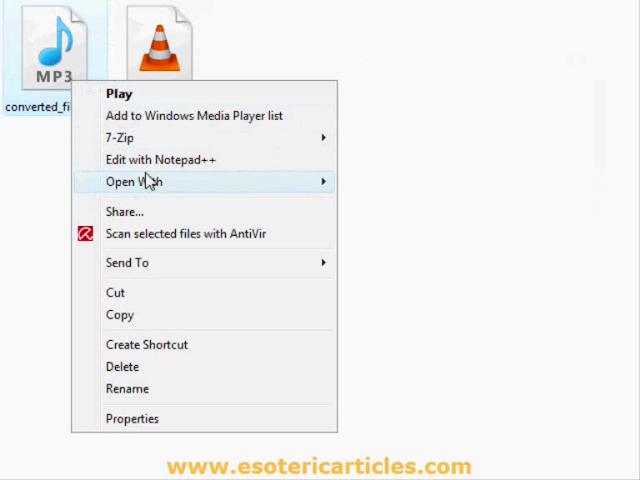 MP3
converted_fi
Play
Add to Windows Media Player list
7-Zip
Edit with Notepad++
Open With
Share...
Scan selected files with AntiVir
Send To
Cut
Copy
Create Shortcut
Delete
Rename
Properties
www.esotericarticles.com